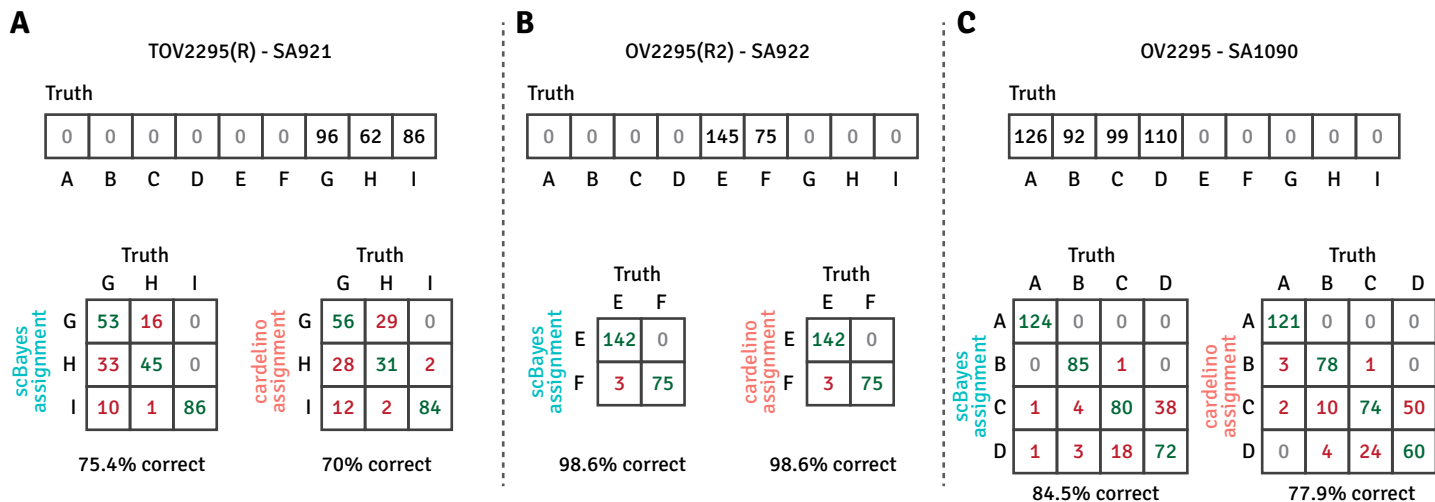 A
TOV2295(R) - SA921
Truth
0 0 0 0 0 0 96 62 86
A B C D E F G H I
Truth
G H I
scBayes
assignment
G 53 16 0
H 33 45 0
I 10 1 86
75.4% correct
Truth
G H I
cardelino
assignment
G 56 29 0
H 28 31 2
I 12 2 84
70% correct
B
OV2295(R2) - SA922
Truth
0 0 0 0 145 75 0 0 0
A B C D E F G H I
Truth
E F
scBayes
assignment
E 142 0
F 3 75
98.6% correct
Truth
E F
cardelino
assignment
E 142 0
F 3 75
98.6% correct
C
OV2295 - SA1090
Truth
126 92 99 110 0 0 0 0 0
A B C D E F G H I
Truth
A B C D
scBayes
assignment
A 124 0 0 0
B 0 85 1 0
C 1 4 80 38
D 1 3 18 72
84.5% correct
Truth
A B C D
cardelino
assignment
A 121 0 0 0
B 3 78 1 0
C 2 10 74 50
D 0 4 24 60
77.9% correct